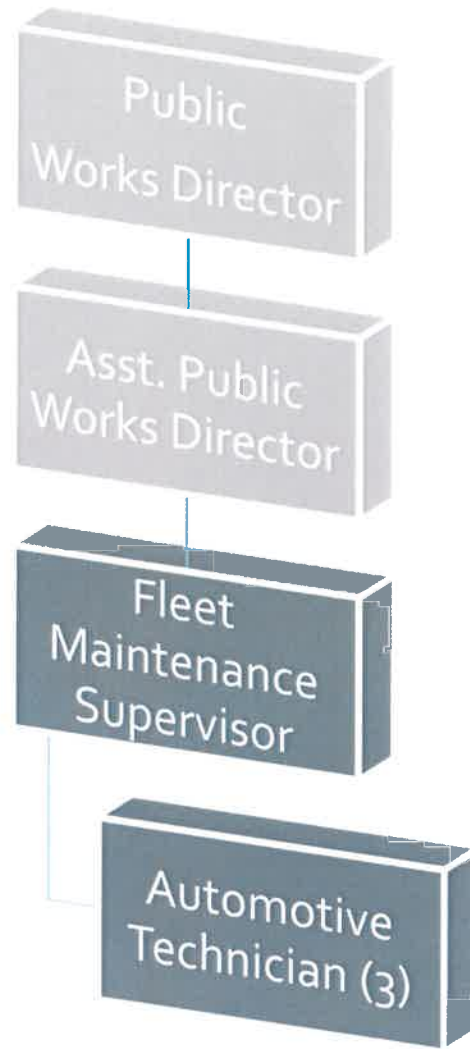 Public
Works Director
Asst. Public
Works Director
Fleet
Maintenance
Supervisor
Automotive
Technician (3)